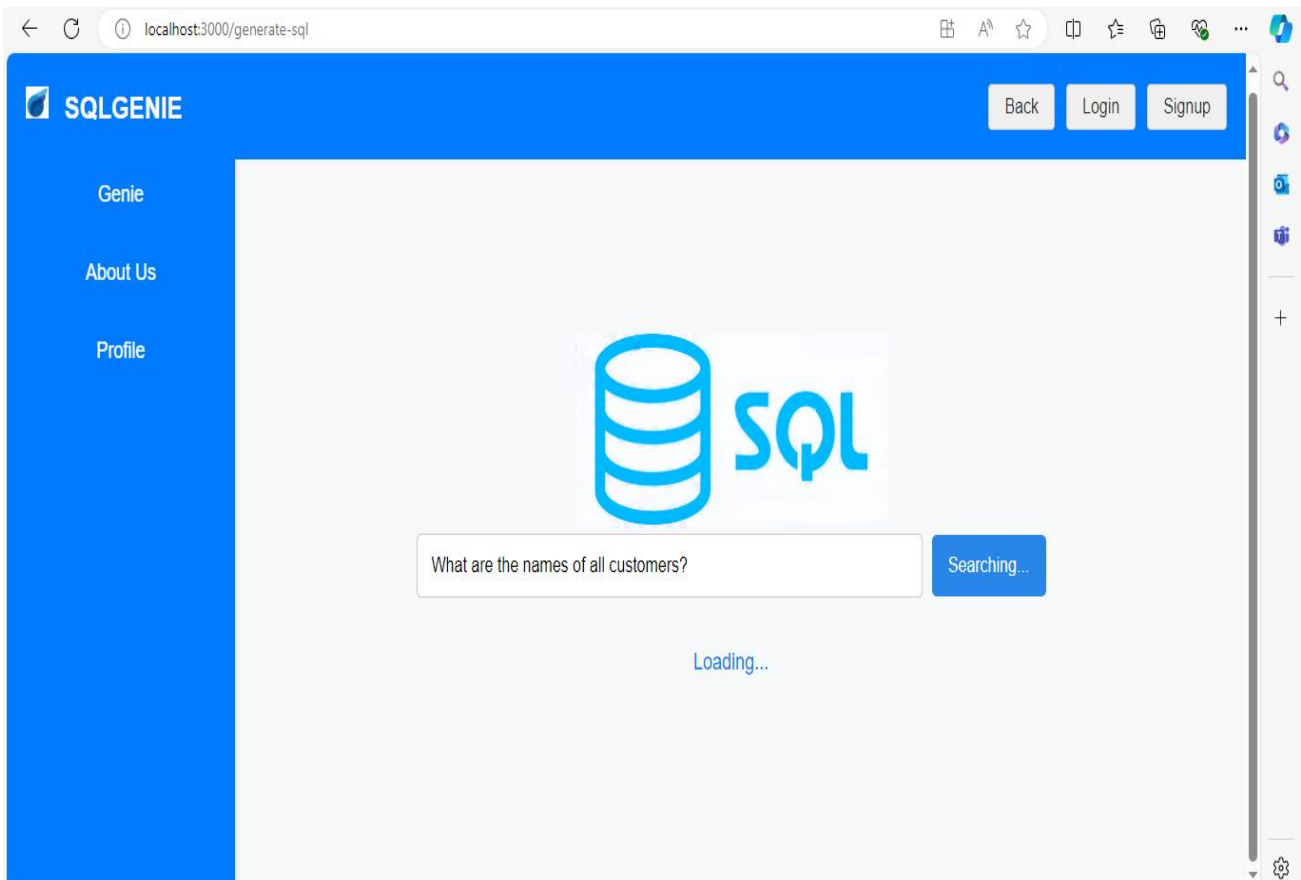 localhost:3000/generate-sql
SQLGENIE
Back
Login
Signup
Genie
About Us
Profile
SQL
What are the names of all customers?
Searching...
Loading...